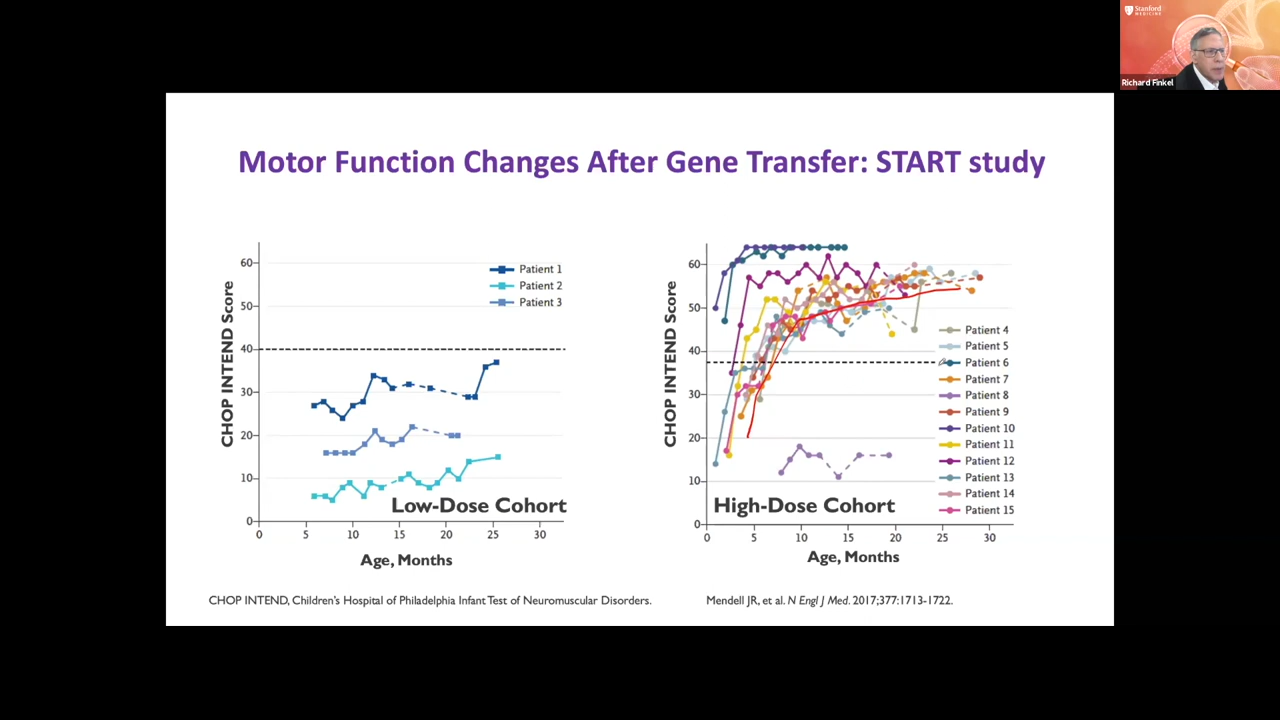 Stanford
MEDICINE
Richard Finkel
Motor Function Changes After Gene Transfer: START study
CHOP INTEND Score
60
50
40
30
20
10
0
0 5 10 15 20 25 30
Age, Months
Patient 1
Patient 2
Patient 3
Low-Dose Cohort
CHOP INTEND Score
60
50
40
30
20
10
0
0 5 10 15 20 25 30
Age, Months
Patient 4
Patient 5
Patient 6
Patient 7
Patient 8
Patient 9
Patient 10
Patient 11
Patient 12
Patient 13
Patient 14
Patient 15
High-Dose Cohort
CHOP INTEND, Children's Hospital of Philadelphia Infant Test of Neuromuscular Disorders.
Mendell JR, et al. N Engl J Med. 2017;377:1713-1722.